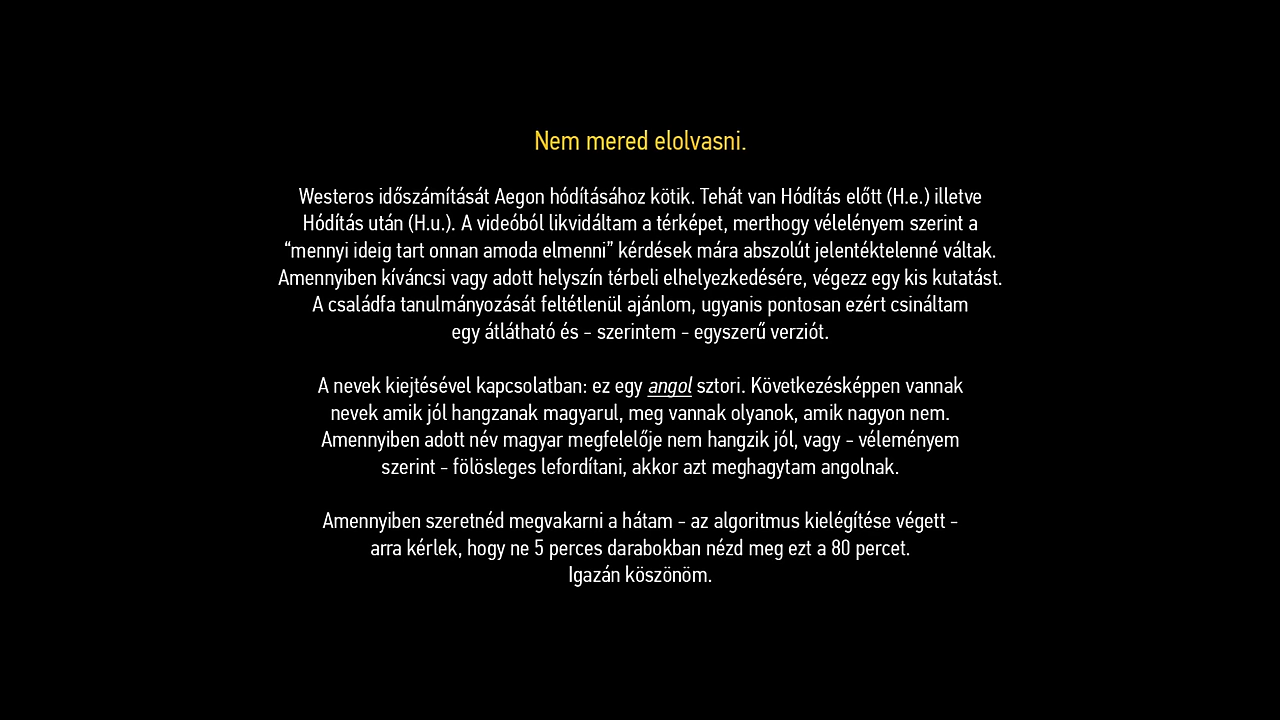 Nem mered elolvasni.
Westeros időszámítását Aegon hódításához kötik. Tehát van Hódítás előtt (H.e.) illetve
Hódítás után (H.u.). A videóból likvidáltam a térképet, merthogy vélelényem szerint a
“mennyi ideig tart onnan amoda elmenni” kérdések mára abszolút jelentéktelenné váltak.
Amennyiben kíváncsi vagy adott helyszín térbeli elhelyezkedésére, végezz egy kis kutatást.
A családfa tanulmányozását feltétlenül ajánlom, ugyanis pontosan ezért csináltam
egy átlátható és - szerintem - egyszerű verziót.
A nevek kiejtésével kapcsolatban: ez egy angol sztori. Következésképpen vannak
nevek amik jól hangzanak magyarul, meg vannak olyanok, amik nagyon nem.
Amennyiben adott név magyar megfelelője nem hangzik jól, vagy - véleményem
szerint - fölösleges lefordítani, akkor azt meghagytam angolnak.
Amennyiben szeretnéd megvakarni a hátam - az algoritmus kielégítése végett -
arra kérlek, hogy ne 5 perces darabokban nézd meg ezt a 80 percet.
Igazán köszönöm.